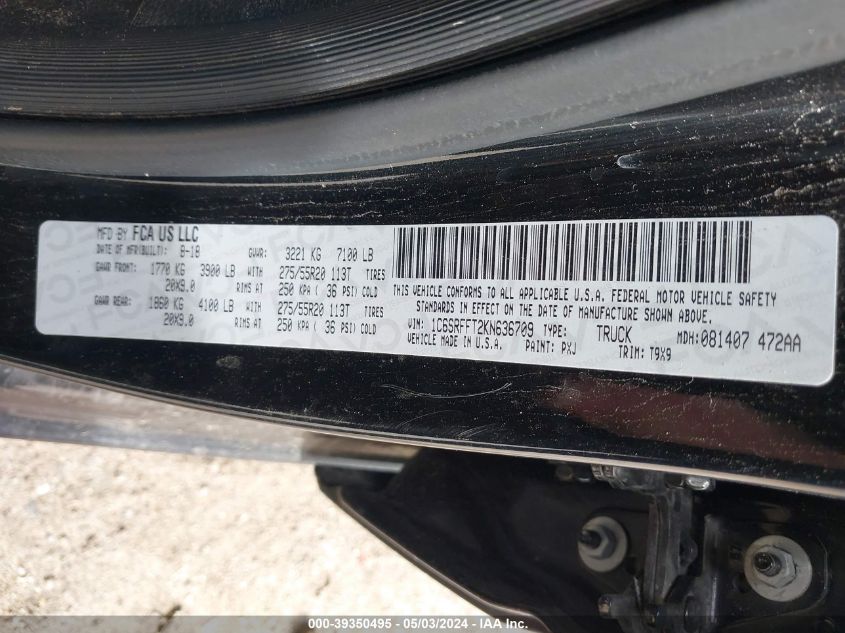 MFD BY FCA US LLC
DATE OF MFR(BUILT): 8-18 GVWR: 3221 KG 7100 LB
GAWR FRONT: 1770 KG 3900 LB WITH 275/55R20 113T TIRES
20X9.0 RIMS AT 250 KPA ( 36 PSI) COLD
GAWR REAR: 1860 KG 4100 LB WITH 275/55R20 113T TIRES
20X9.0 RIMS AT 250 KPA ( 36 PSI) COLD
THIS VEHICLE CONFORMS TO ALL APPLICABLE U.S.A. FEDERAL MOTOR VEHICLE SAFETY
STANDARDS IN EFFECT ON THE DATE OF MANUFACTURE SHOWN ABOVE.
VIN: 1C6SRFFT2KN636709 TYPE: TRUCK MDH:081407 472AA
VEHICLE MADE IN U.S.A. PAINT: PXJ TRIM: T9X9
000-39350495 - 05/03/2024 - IAA Inc.